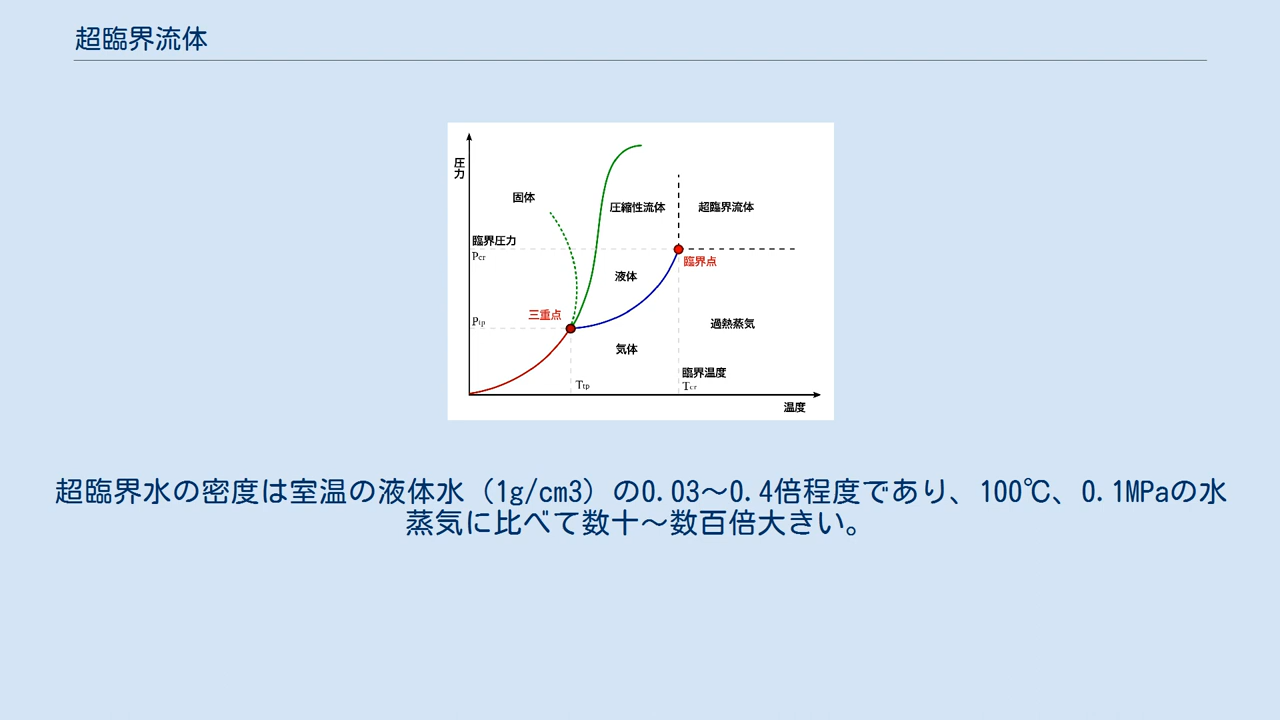 超臨界流体
圧力
固体
圧縮性流体
超臨界流体
臨界圧力
Pcr
臨界点
液体
三重点
Ptp
過熱蒸気
気体
臨界温度
Ttp
Tcr
温度
超臨界水の密度は室温の液体水（1g/cm3）の0.03～0.4倍程度であり、100℃、0.1MPaの水
蒸気に比べて数十～数百倍大きい。